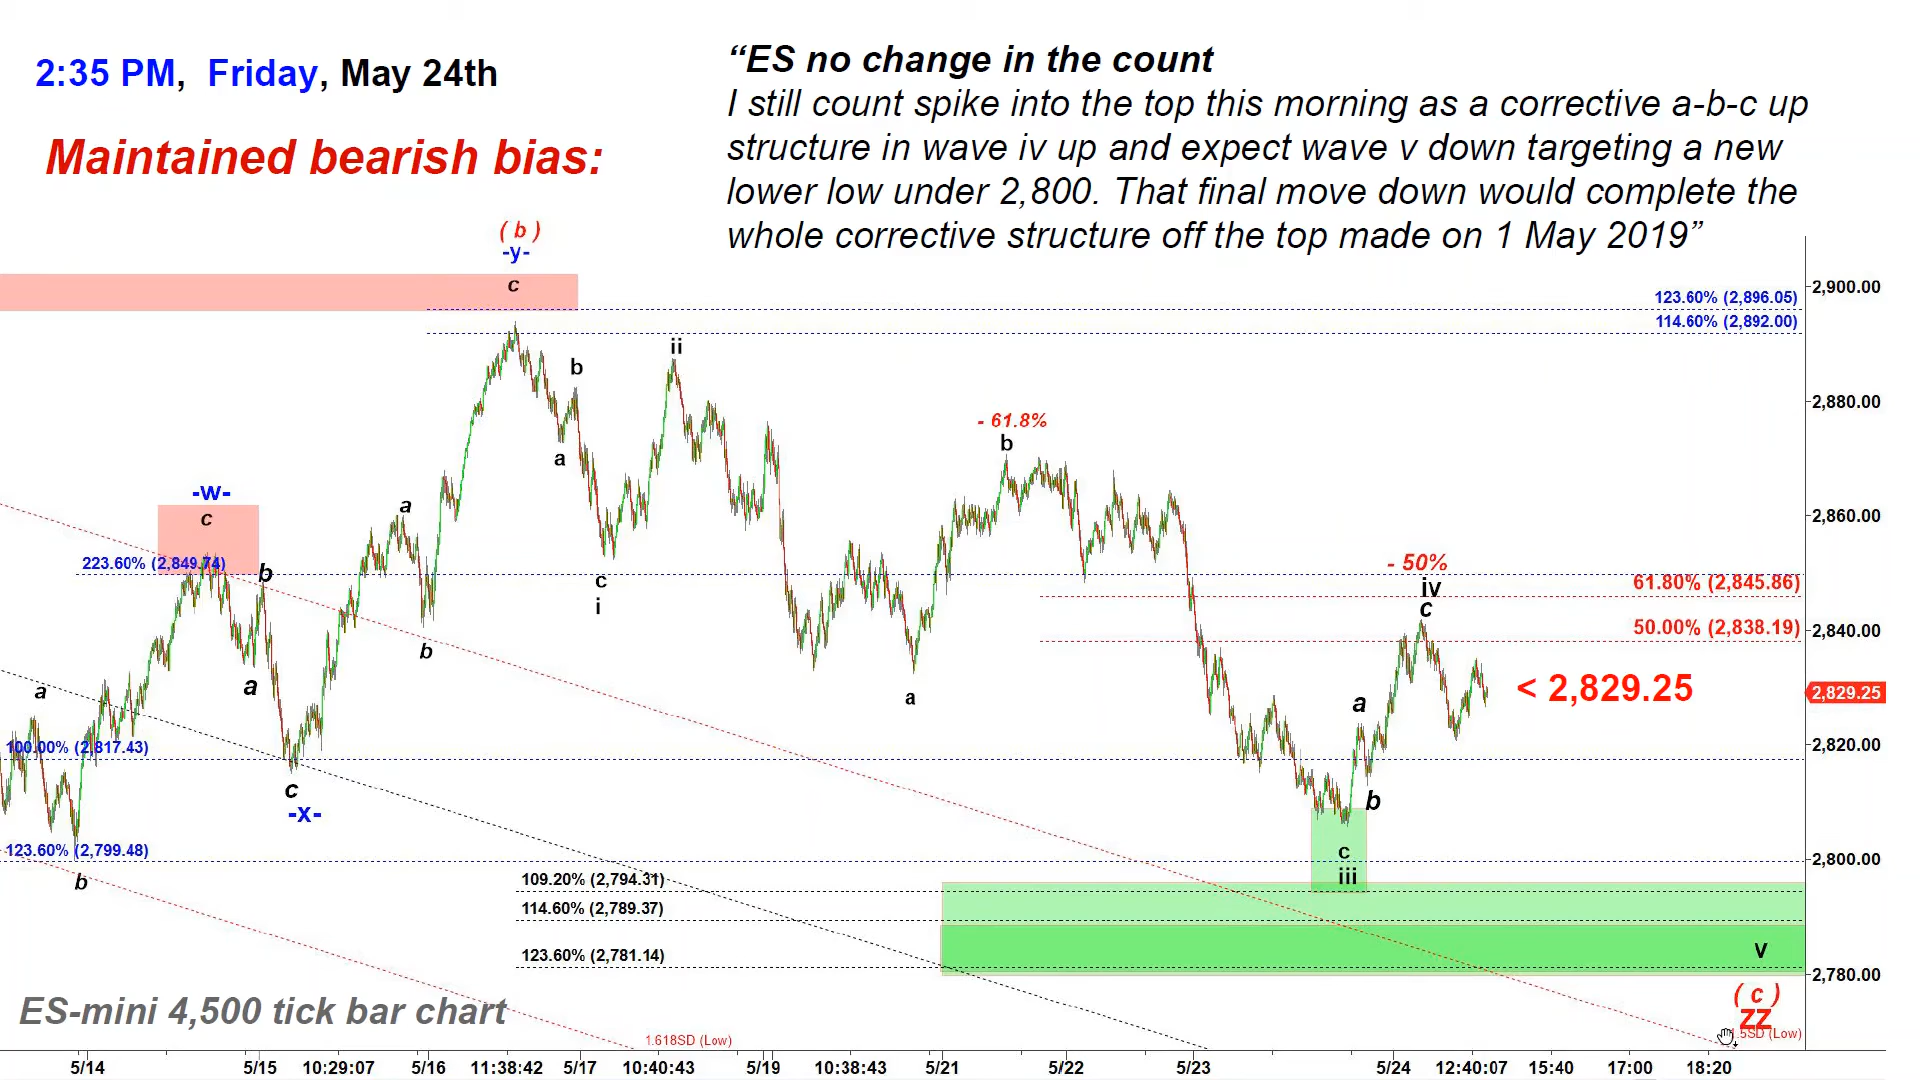 2:35 PM, Friday, May 24th
“ES no change in the count
I still count spike into the top this morning as a corrective a-b-c up
structure in wave iv up and expect wave v down targeting a new
lower low under 2,800. That final move down would complete the
whole corrective structure off the top made on 1 May 2019”
Maintained bearish bias:
( b )
-y-
c
2,900.00
123.60% (2,896.05)
114.60% (2,892.00)
ii
b
2,880.00
- 61.8%
b
a
-w-
c
a
2,860.00
223.60% (2,849.74)
b
- 50%
c
i
iv
c
61.80% (2,845.86)
50.00% (2,838.19)
2,840.00
b
a
a
a
a
< 2,829.25
2,829.25
100.00% (2,817.43)
2,820.00
c
-x-
b
123.60% (2,799.48)
b
c
iii
2,800.00
109.20% (2,794.31)
114.60% (2,789.37)
123.60% (2,781.14)
v
2,780.00
( c )
ZZ
ES-mini 4,500 tick bar chart
1.618SD (Low)
.5SD (Low)
5/14
5/15
10:29:07
5/16
11:38:42
5/17
10:40:43
5/19
10:38:43
5/21
5/22
5/23
5/24
12:40:07
15:40
17:00
18:20